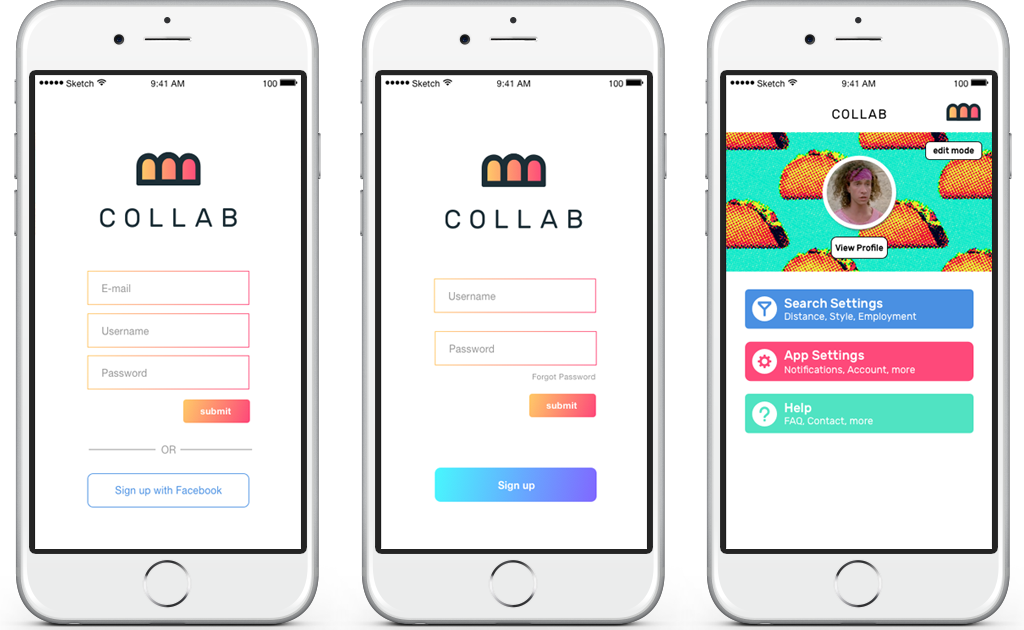 Sketch 9:41 AM 100
COLLAB
E-mail
Username
Password
submit
OR
Sign up with Facebook
Sketch 9:41 AM 100
COLLAB
Username
Password
Forgot Password
submit
Sign up
Sketch 9:41 AM 100
COLLAB
edit mode
View Profile
Search Settings
Distance, Style, Employment
App Settings
Notifications, Account, more
?
Help
FAQ, Contact, more